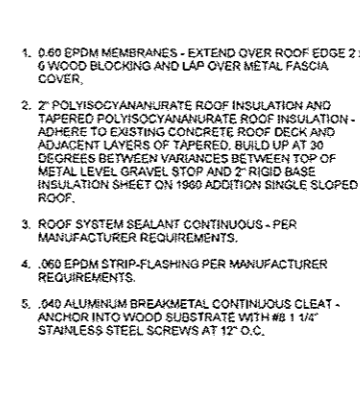 1. 0.60 EPDM MEMBRANES - EXTEND OVER ROOF EDGE 2
6 WOOD BLOCKING AND LAP OVER METAL FASCIA
COVER.
2. 2" POLYISOCYANANURATE ROOF INSULATION AND
TAPERED POLYISOCYANANURATE ROOF INSULATION -
ADHERE TO EXISTING CONCRETE ROOF DECK AND
ADJACENT LAYERS OF TAPERED. BUILD UP AT 30
DEGREES BETWEEN VARIANCES BETWEEN TOP OF
METAL LEVEL GRAVEL STOP AND 2" RIGID BASE
INSULATION SHEET ON 1960 ADDITION SINGLE SLOPED
ROOF.
3. ROOF SYSTEM SEALANT CONTINUOUS - PER
MANUFACTURER REQUIREMENTS.
4. .060 EPDM STRIP-FLASHING PER MANUFACTURER
REQUIREMENTS.
5. .040 ALUMINUM BREAKMETAL CONTINUOUS CLEAT -
ANCHOR INTO WOOD SUBSTRATE WITH #8 1 1/4"
STAINLESS STEEL SCREWS AT 12" O.C.